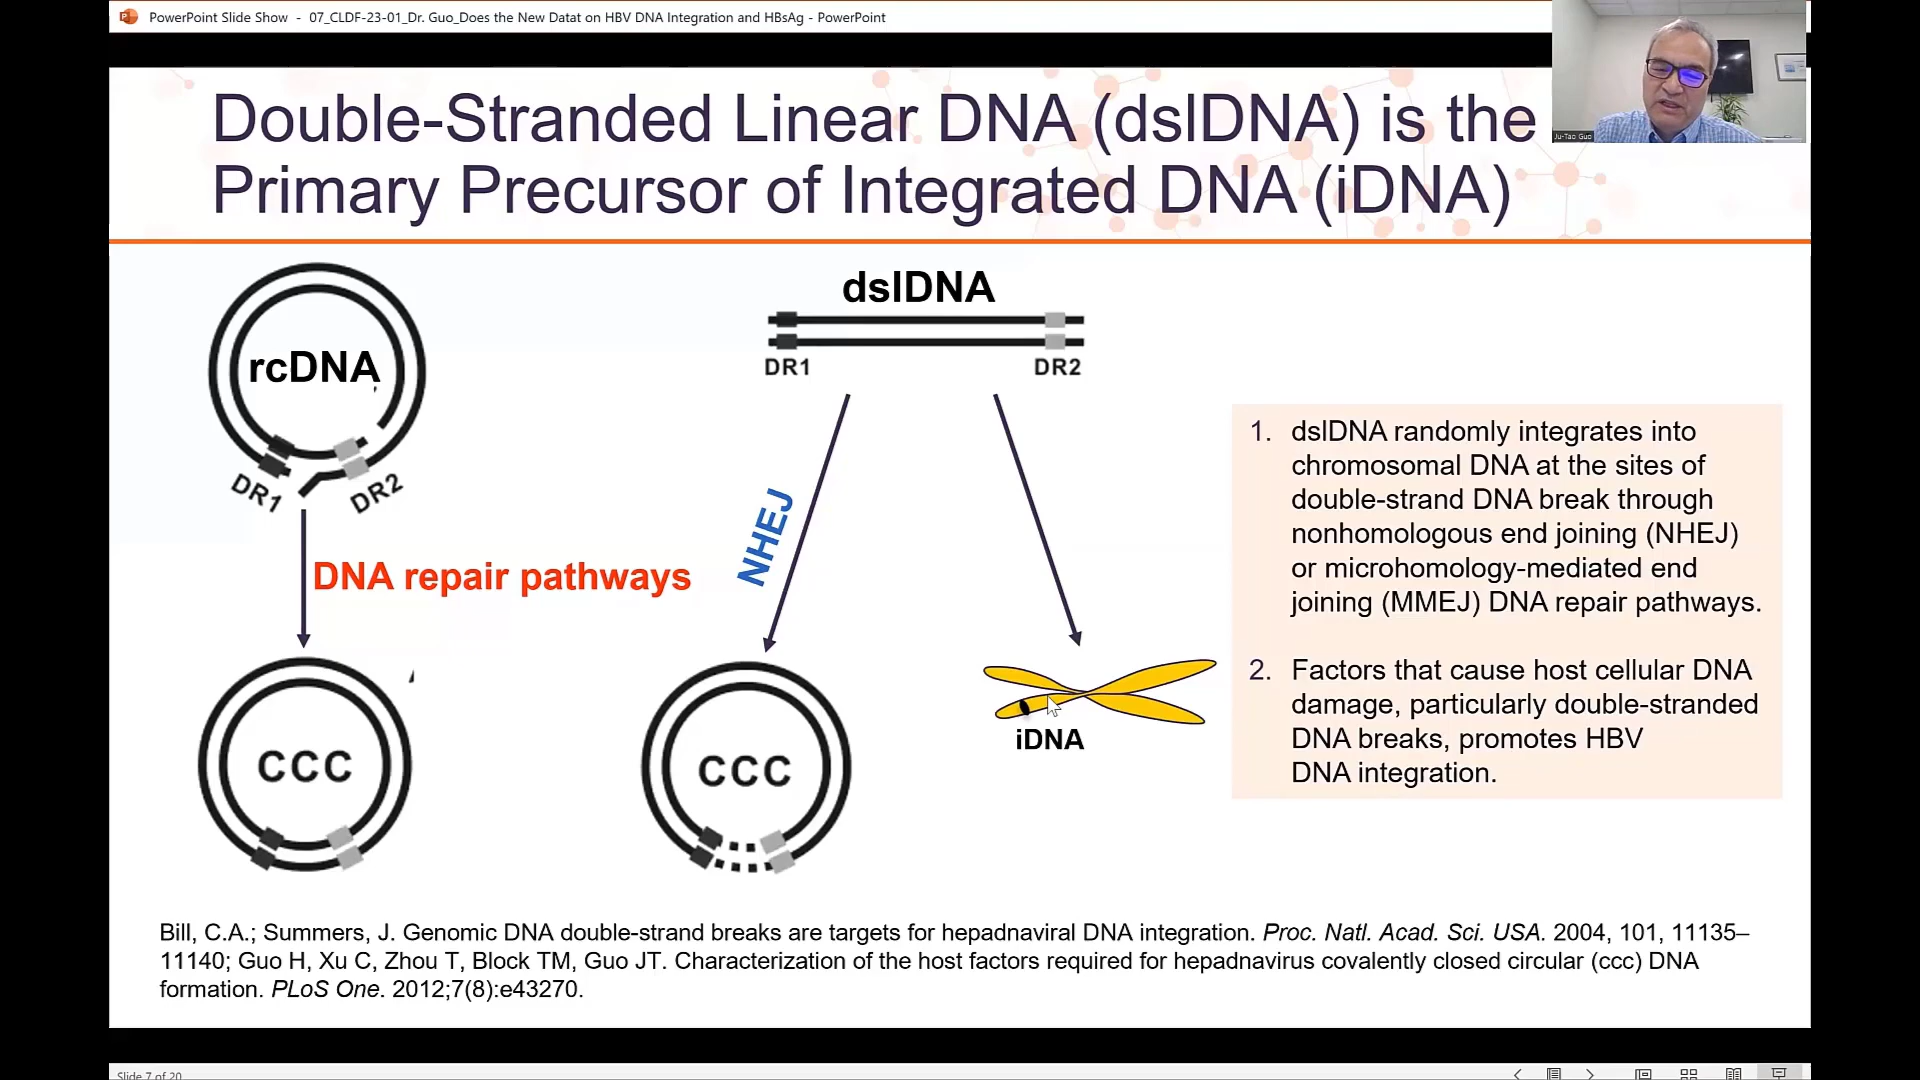 PowerPoint Slide Show - 07_CLDF-23-01_Dr. Guo_Does the New Datat on HBV DNA Integration and HBsAg - PowerPoint
Ju-Tao Guo
Double-Stranded Linear DNA (dslDNA) is the
Primary Precursor of Integrated DNA (iDNA)
rcDNA
DR1
DR2
dslDNA
DR1
DR2
DNA repair pathways
NHEJ
CCC
CCC
iDNA
1. dslDNA randomly integrates into
chromosomal DNA at the sites of
double-strand DNA break through
nonhomologous end joining (NHEJ)
or microhomology-mediated end
joining (MMEJ) DNA repair pathways.
2. Factors that cause host cellular DNA
damage, particularly double-stranded
DNA breaks, promotes HBV
DNA integration.
Bill, C.A.; Summers, J. Genomic DNA double-strand breaks are targets for hepadnaviral DNA integration. Proc. Natl. Acad. Sci. USA. 2004, 101, 11135–
11140; Guo H, Xu C, Zhou T, Block TM, Guo JT. Characterization of the host factors required for hepadnavirus covalently closed circular (ccc) DNA
formation. PLoS One. 2012;7(8):e43270.
Slide 7 of 20